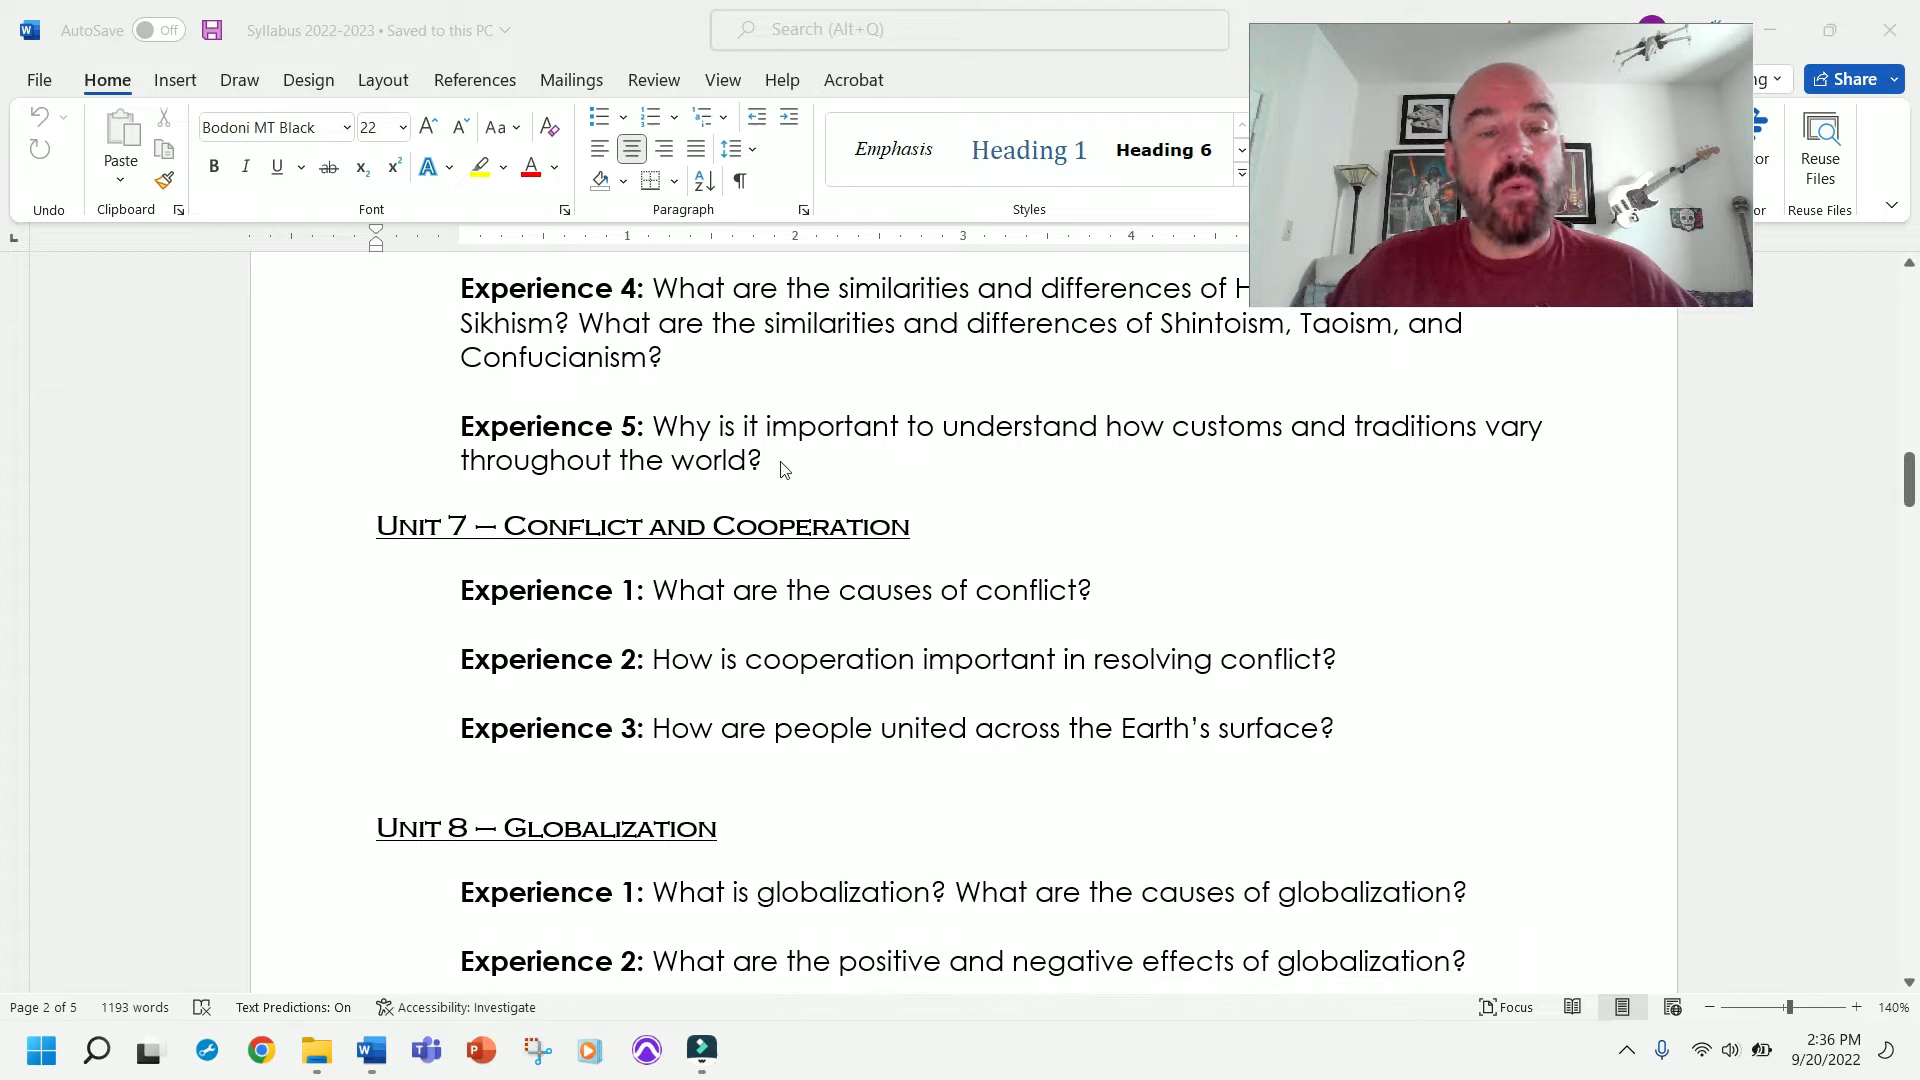 AutoSave Off Syllabus 2022-2023 • Saved to this PC Search (Alt+Q)
File Home Insert Draw Design Layout References Mailings Review View Help Acrobat Share
Bodoni MT Black 22 Aa
Paste
Emphasis Heading 1 Heading 6
Reuse
Files
Undo Clipboard Font Paragraph Styles Reuse Files
1 2 3 4
Experience 4: What are the similarities and differences of H
Sikhism? What are the similarities and differences of Shintoism, Taoism, and
Confucianism?
Experience 5: Why is it important to understand how customs and traditions vary
throughout the world?
Unit 7 – Conflict and Cooperation
Experience 1: What are the causes of conflict?
Experience 2: How is cooperation important in resolving conflict?
Experience 3: How are people united across the Earth’s surface?
Unit 8 – Globalization
Experience 1: What is globalization? What are the causes of globalization?
Experience 2: What are the positive and negative effects of globalization?
Page 2 of 5 1193 words Text Predictions: On Accessibility: Investigate Focus 140%
2:36 PM
9/20/2022